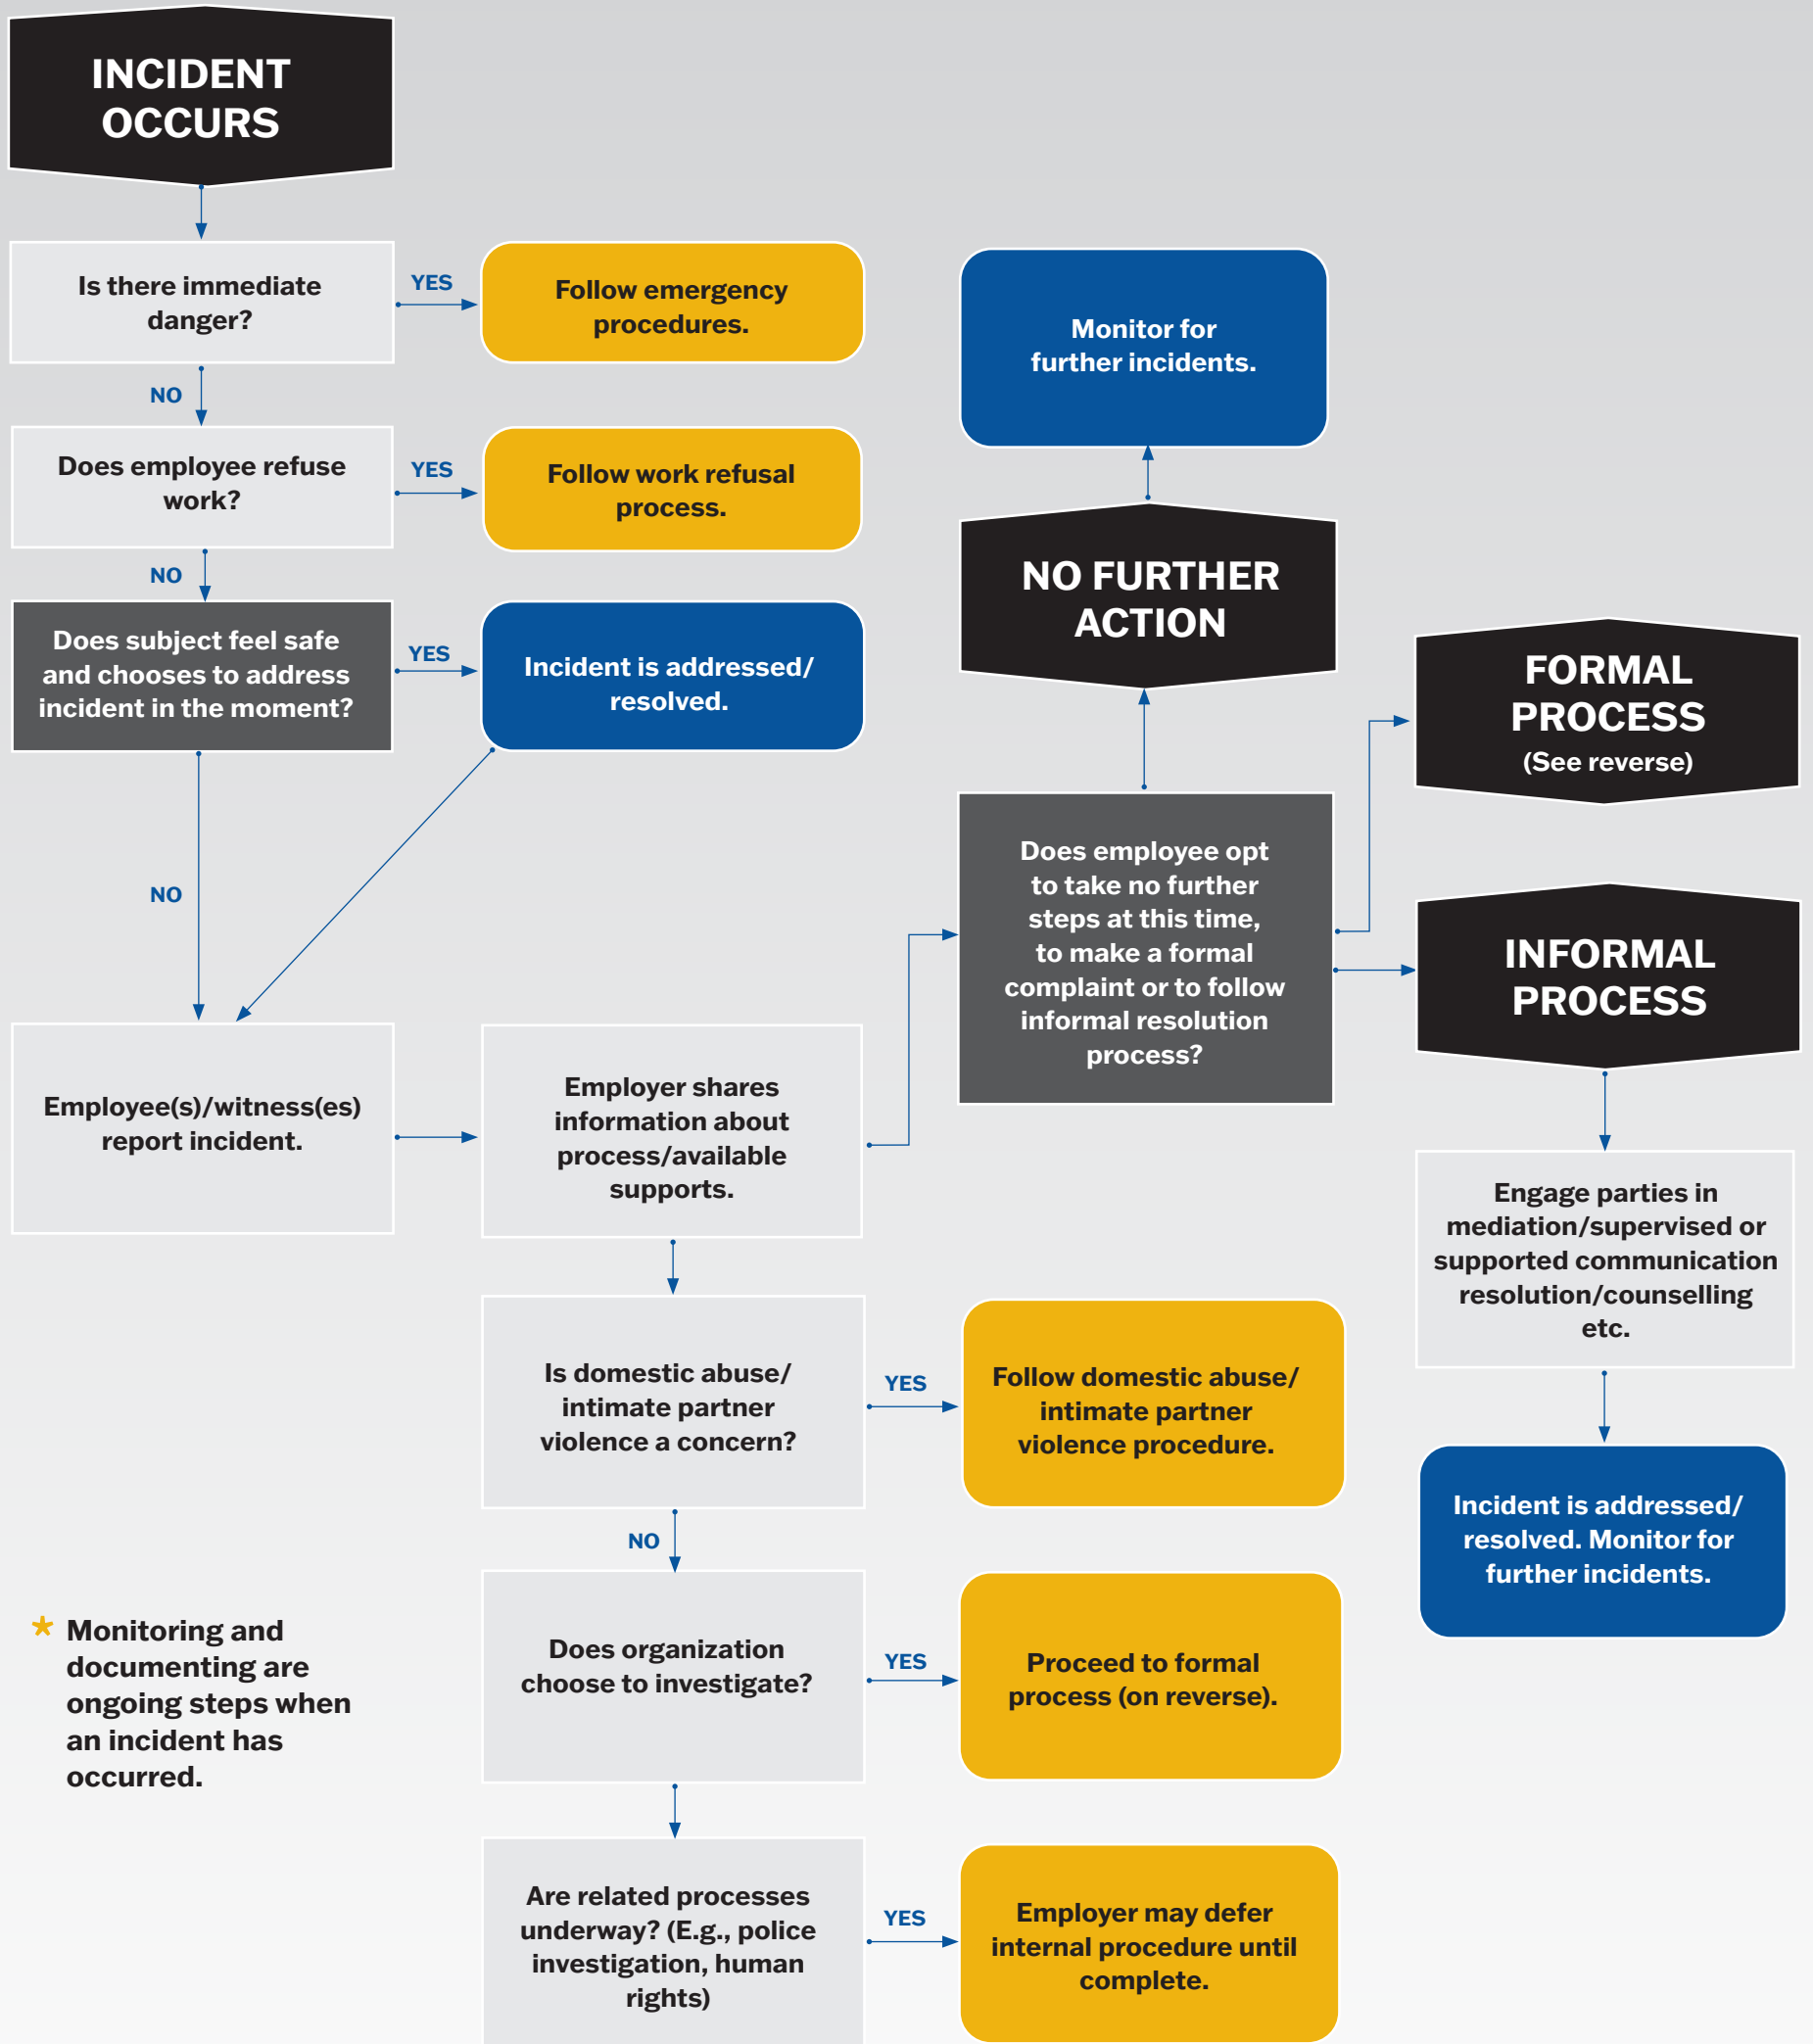 INCIDENT
OCCURS
Is there immediate
danger?
YES
Follow emergency
procedures.
NO
Does employee refuse
work?
YES
Follow work refusal
process.
NO
Does subject feel safe
and chooses to address
incident in the moment?
YES
Incident is addressed/
resolved.
NO
Employee(s)/witness(es)
report incident.
Employer shares
information about
process/available
supports.
Does employee opt
to take no further
steps at this time,
to make a formal
complaint or to follow
informal resolution
process?
NO FURTHER
ACTION
Monitor for
further incidents.
FORMAL
PROCESS
(See reverse)
INFORMAL
PROCESS
Engage parties in
mediation/supervised or
supported communication
resolution/counselling
etc.
Incident is addressed/
resolved. Monitor for
further incidents.
Is domestic abuse/
intimate partner
violence a concern?
YES
Follow domestic abuse/
intimate partner
violence procedure.
NO
Does organization
choose to investigate?
YES
Proceed to formal
process (on reverse).
Are related processes
underway? (E.g., police
investigation, human
rights)
YES
Employer may defer
internal procedure until
complete.
* Monitoring and
documenting are
ongoing steps when
an incident has
occurred.